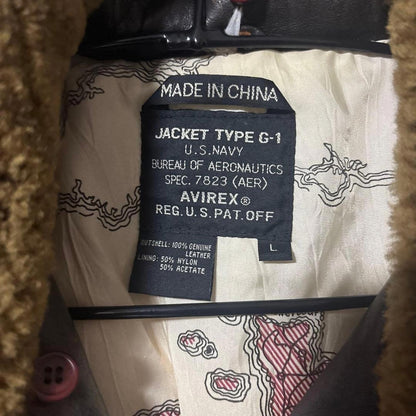 MADE IN CHINA
JACKET TYPE G-1
U.S. NAVY
BUREAU OF AERONAUTICS
SPEC. 7823 (AER)
AVIREX®
REG. U.S. PAT. OFF
OUTSHELL: 100% GENUINE
LEATHER
LINING: 50% NYLON
50% ACETATE
L